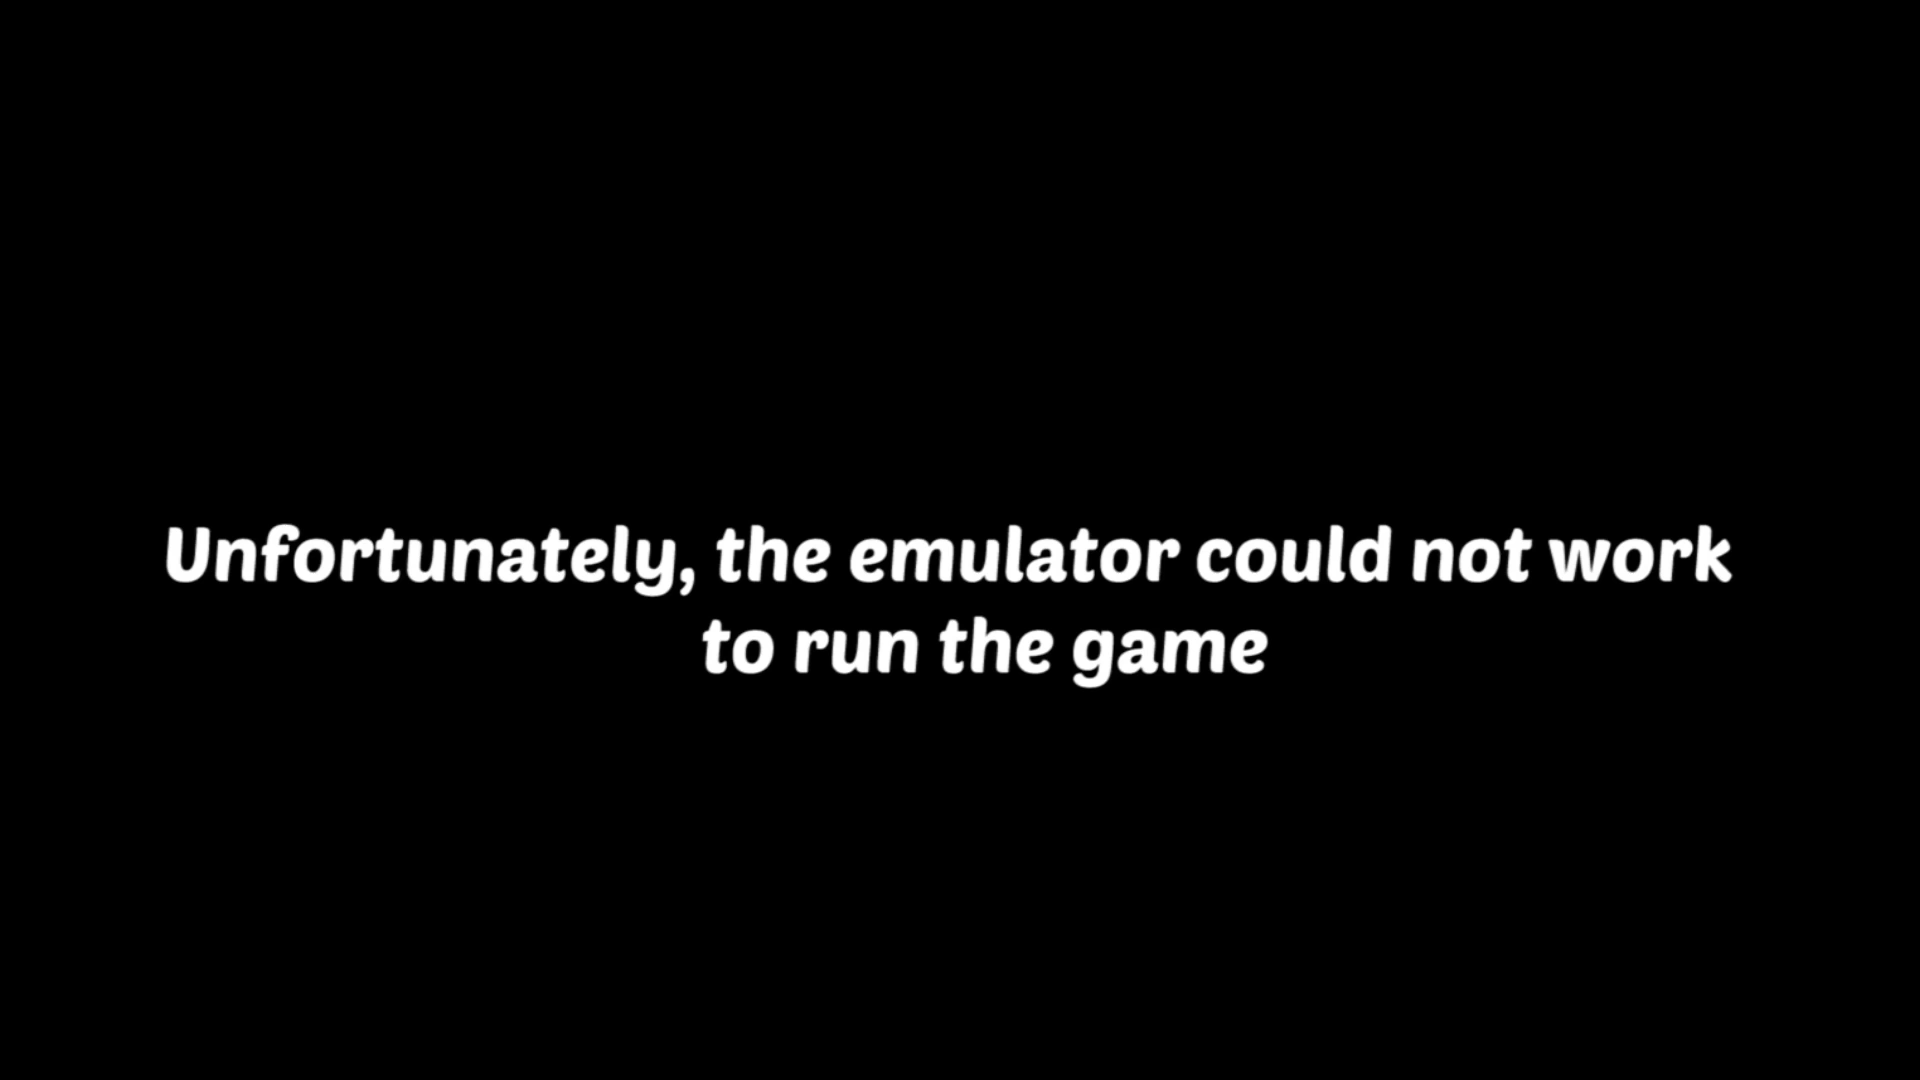 Unfortunately, the emulator could not work
to run the game